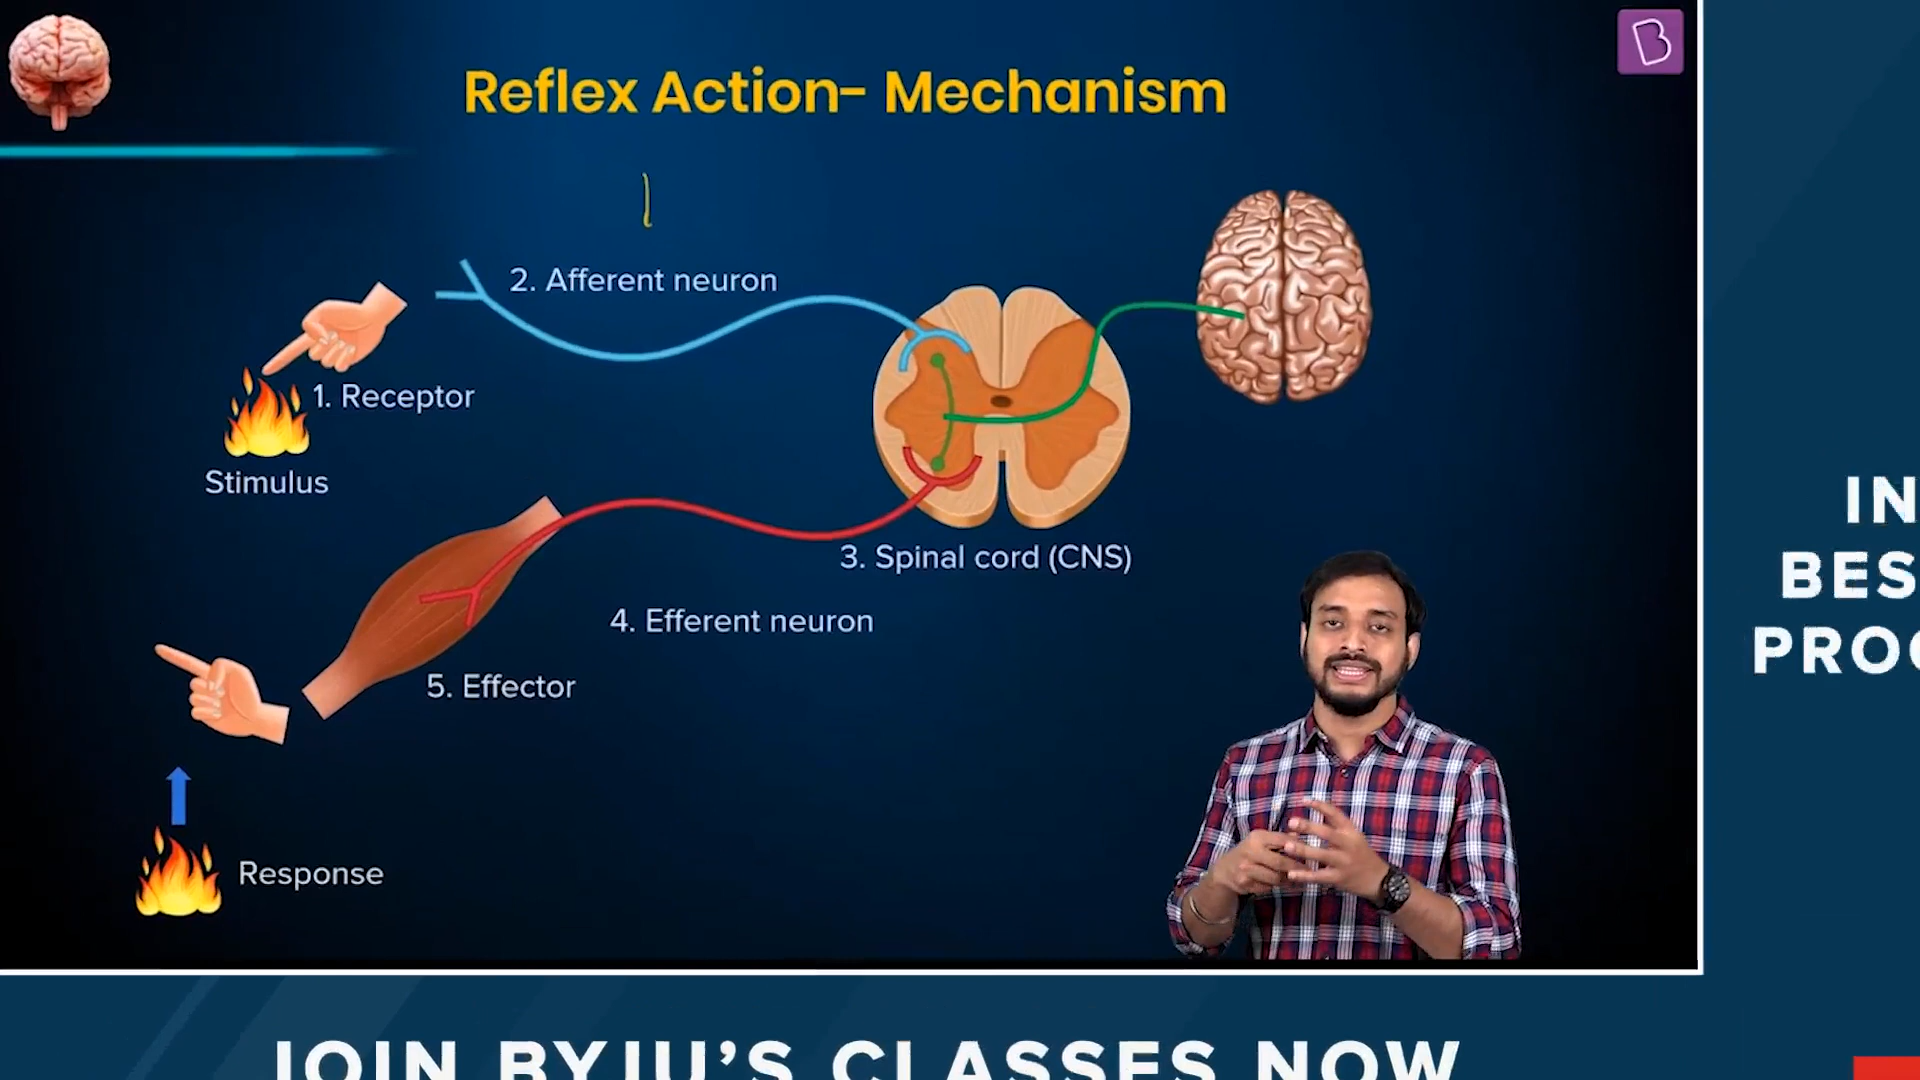 Reflex Action- Mechanism
2. Afferent neuron
1. Receptor
Stimulus
3. Spinal cord (CNS)
4. Efferent neuron
5. Effector
Response
IN
BES
PROG
JOIN BYJU'S CLASSES NOW